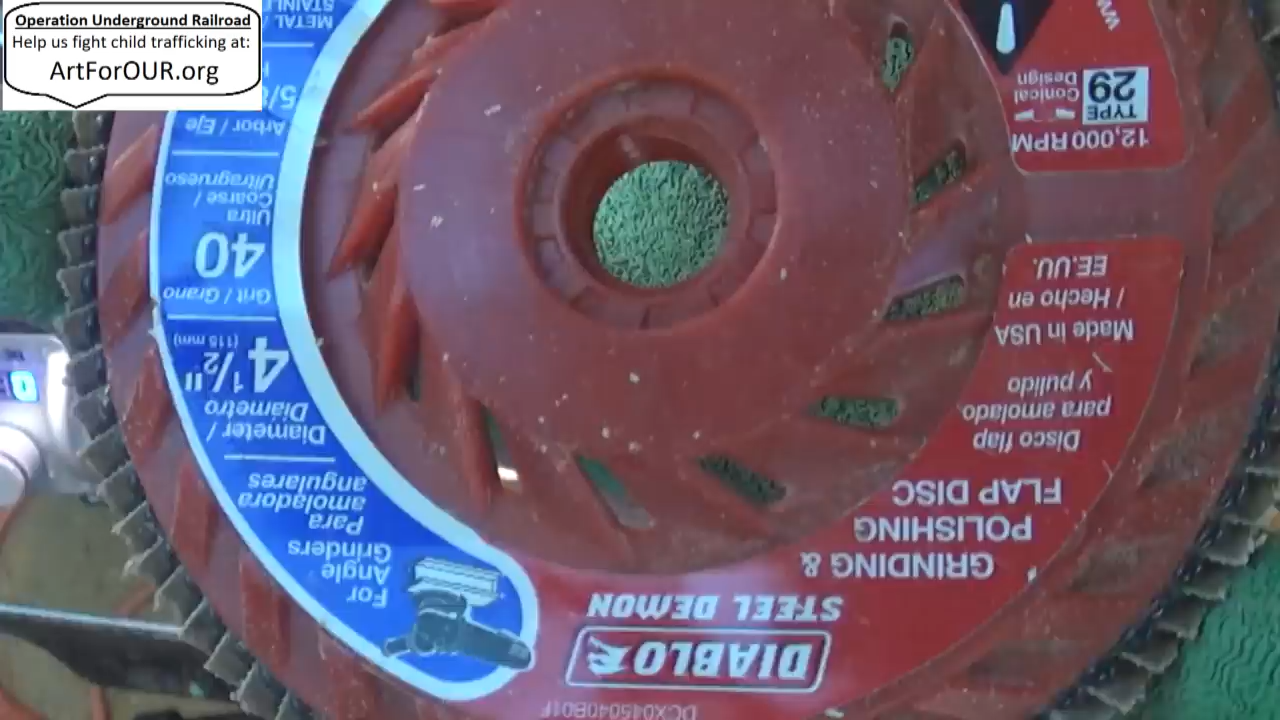 Operation Underground Railroad
Help us fight child trafficking at:
ArtForOUR.org
METAL /
Arbor / Eje
Ultra
Coarse /
Ultragrueso
40
Grit / Grano
4 1/2"
(115 mm)
Diameter /
Diámetro
Para
amoladora
angulares
For
Angle
Grinders
12,000 RPM
TYPE
29
Conical
Design
Made in USA
/ Hecho en
EE.UU.
Disco flap
para amolado
y pulido
GRINDING &
POLISHING
FLAP DISC
DIABLO
STEEL DEMON
DCX045040B01F